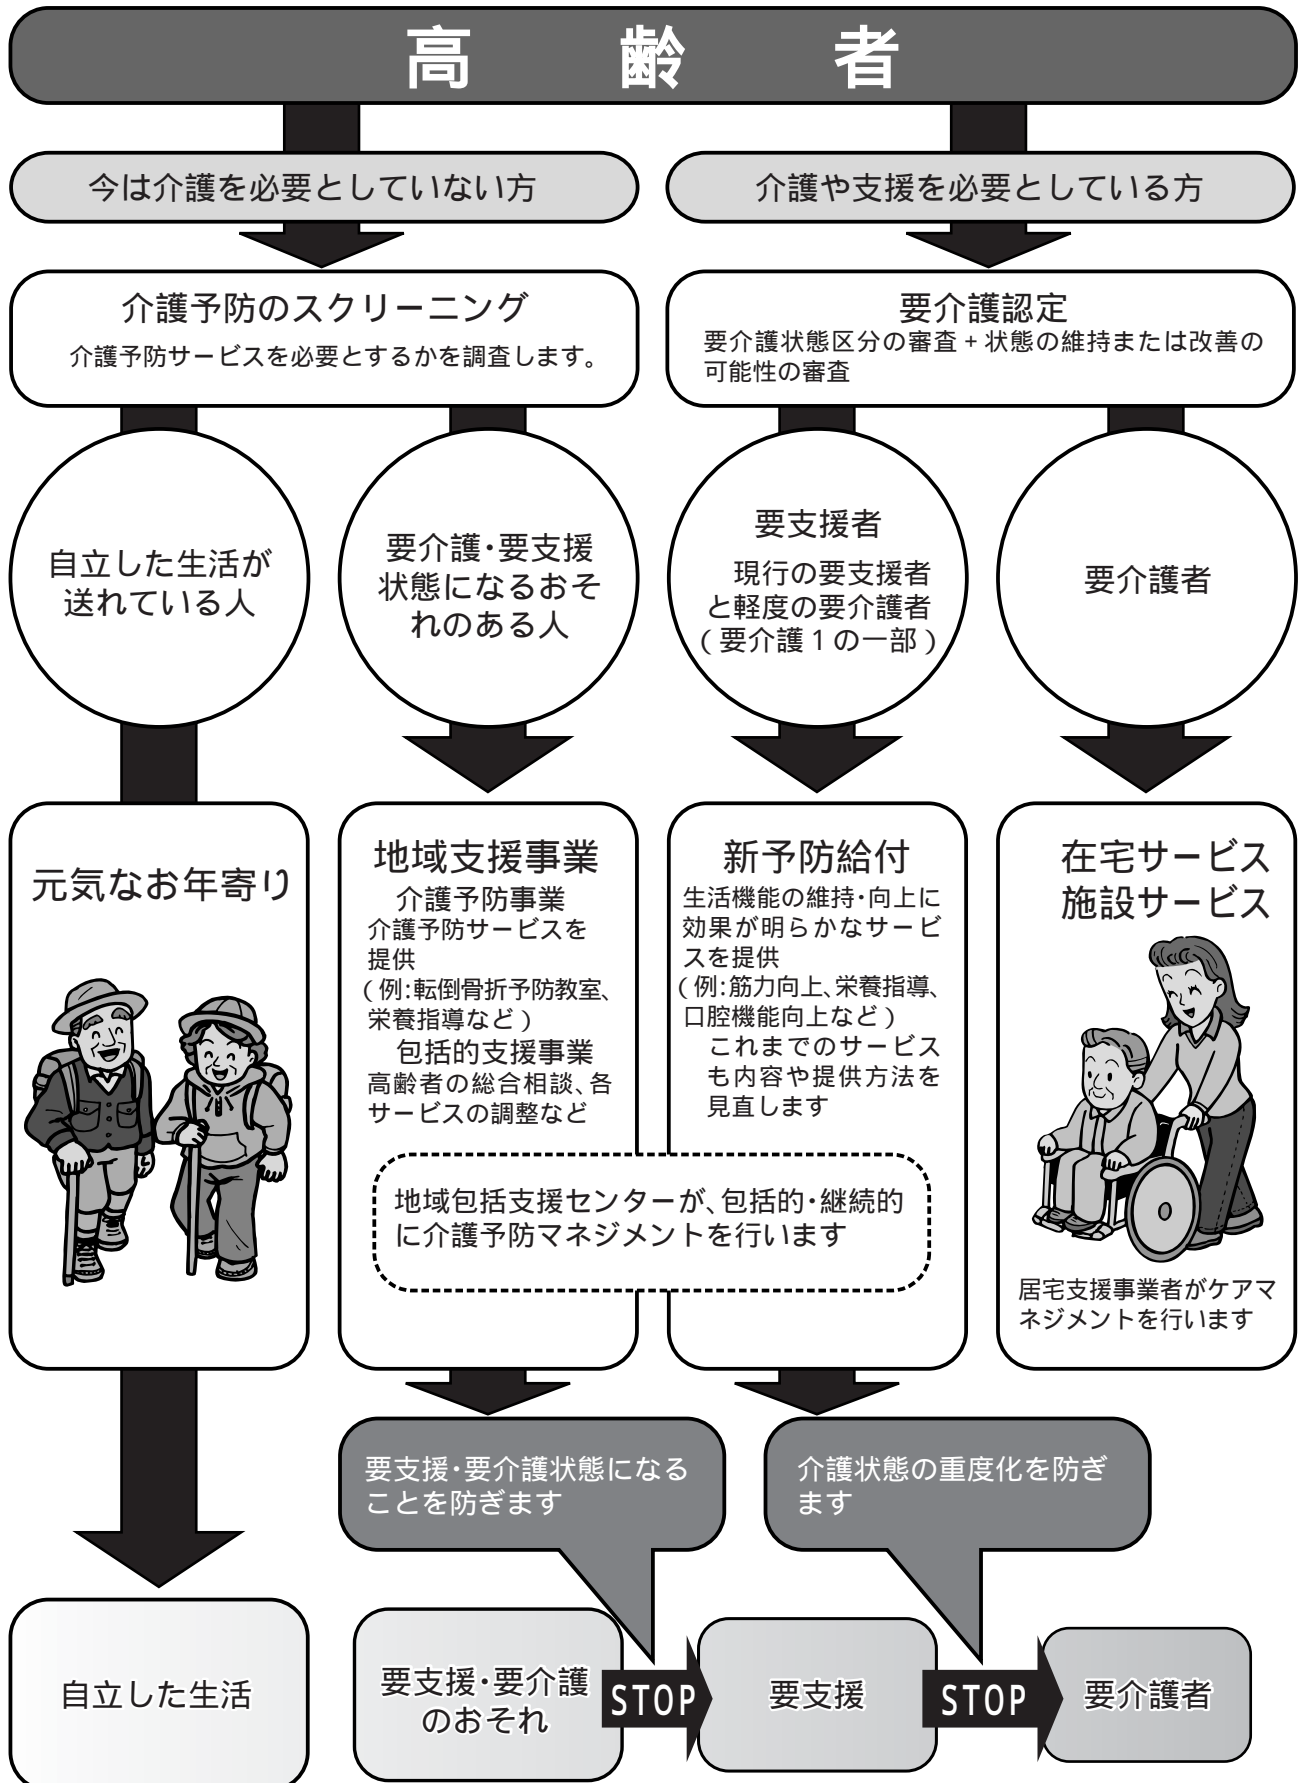 高齢者
今は介護を必要としていない方
介護や支援を必要としている方
介護予防のスクリーニング
介護予防サービスを必要とするかを調査します。
要介護認定
要介護状態区分の審査+状態の維持または改善の
可能性の審査
自立した生活が
送れている人
要介護・要支援
状態になるおそ
れのある人
要支援者
現行の要支援者
と軽度の要介護者
(要介護1の一部)
要介護者
元気なお年寄り
地域支援事業
介護予防事業
介護予防サービスを
提供
(例:転倒骨折予防教室、
栄養指導など)
包括的支援事業
高齢者の総合相談、各
サービスの調整など
新予防給付
生活機能の維持・向上に
効果が明らかなサービ
スを提供
(例:筋力向上、栄養指導、
口腔機能向上など)
これまでのサービス
も内容や提供方法を
見直します
地域包括支援センターが、包括的・継続的
に介護予防マネジメントを行います
在宅サービス
施設サービス
居宅支援事業者がケアマ
ネジメントを行います
要支援・要介護状態になる
ことを防ぎます
介護状態の重度化を防ぎ
ます
自立した生活
要支援・要介護
のおそれ
STOP
要支援
STOP
要介護者